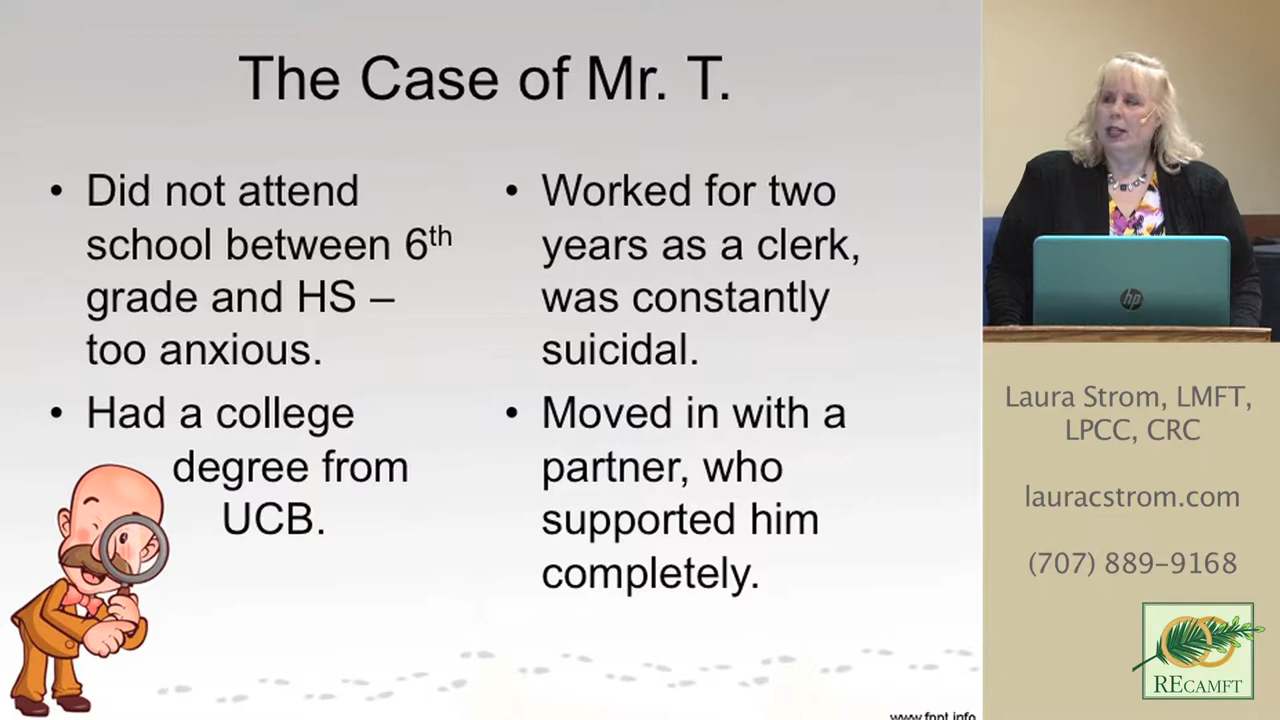 The Case of Mr. T.
• Did not attend
school between 6th
grade and HS –
too anxious.
• Had a college
degree from
UCB.
• Worked for two
years as a clerk,
was constantly
suicidal.
• Moved in with a
partner, who
supported him
completely.
www.fppt.info
hp
Laura Strom, LMFT,
LPCC, CRC
lauracstrom.com
(707) 889-9168
RECAMFT